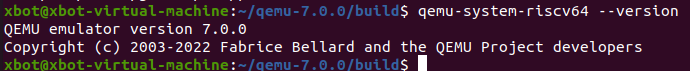 xbot@xbot-virtual-machine:~/qemu-7.0.0/build$ qemu-system-riscv64 --version
QEMU emulator version 7.0.0
Copyright (c) 2003-2022 Fabrice Bellard and the QEMU Project developers
xbot@xbot-virtual-machine:~/qemu-7.0.0/build$